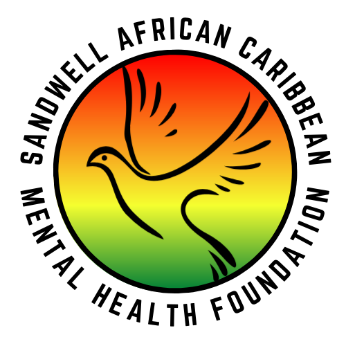 SANDWELL AFRICAN CARIBBEAN
MENTAL HEALTH FOUNDATION